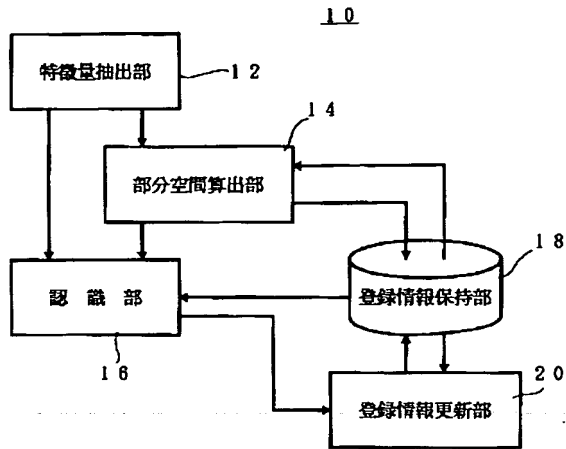 １０
特徴量抽出部
１２
１４
部分空間算出部
１８
認識部
登録情報保持部
１６
２０
登録情報更新部